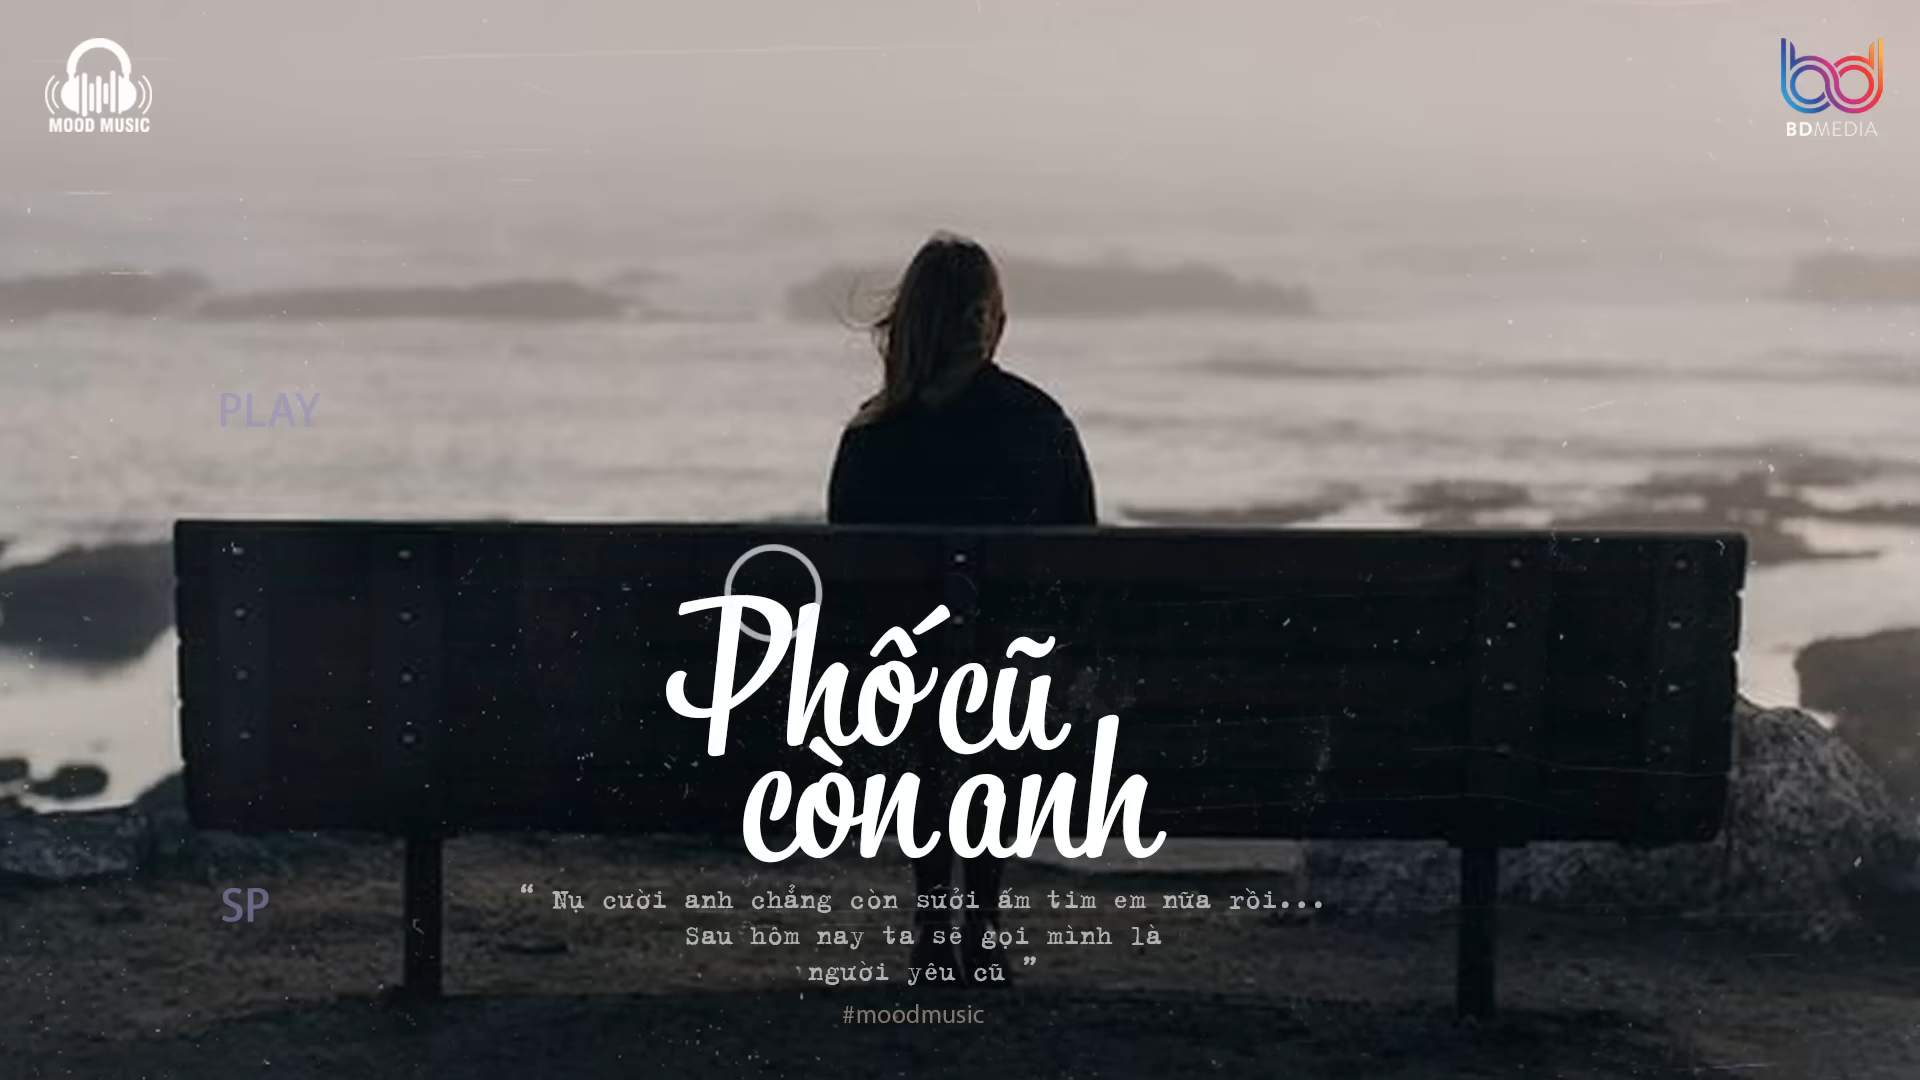 MOOD MUSIC
bd
BDMEDIA
PLAY
Phố cũ
còn anh
SP
“ Nụ cười anh chẳng còn sưởi ấm tim em nữa rồi...
Sau hôm nay ta sẽ gọi mình là
người yêu cũ ”
#moodmusic